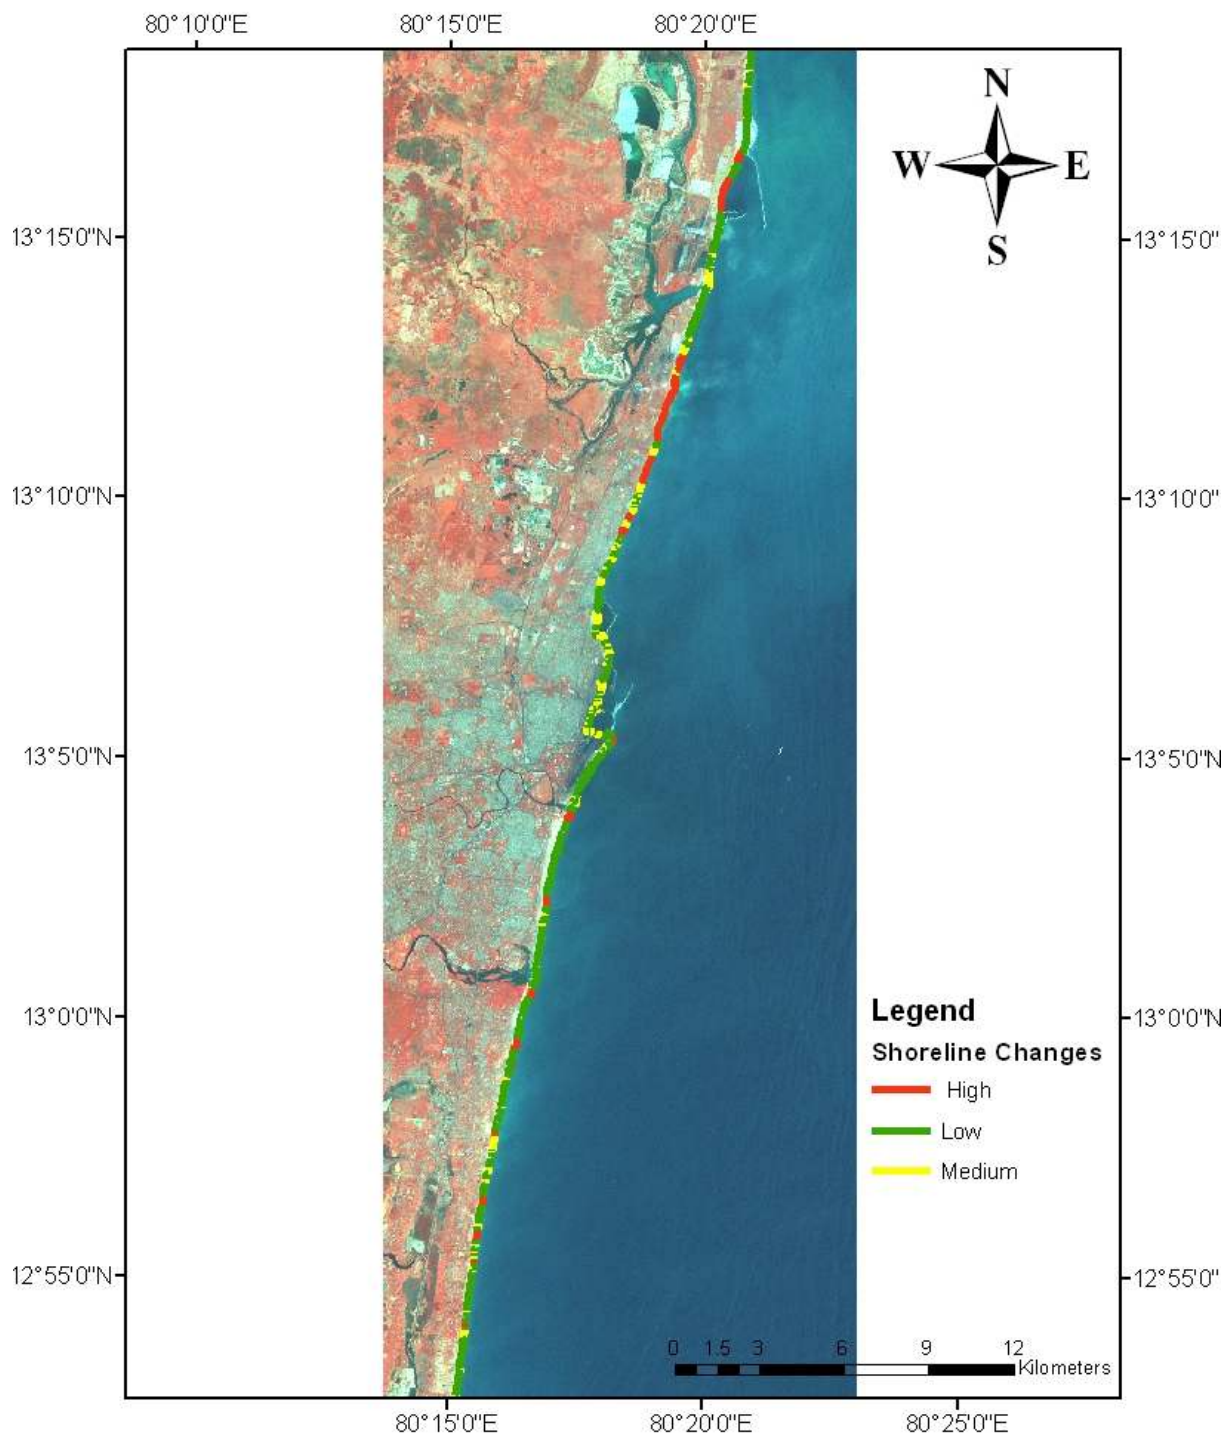 80°10'0"E 80°15'0"E 80°20'0"E
N
W E
S
13°15'0"N 13°15'0"N
13°10'0"N 13°10'0"N
13°5'0"N 13°5'0"N
Legend
13°0'0"N 13°0'0"N
Shoreline Changes
High
Low
Medium
12°55'0"N 12°55'0"
0 1.5 3 6 9 12
Kilometers
80°15'0"E 80°20'0"E 80°25'0"E